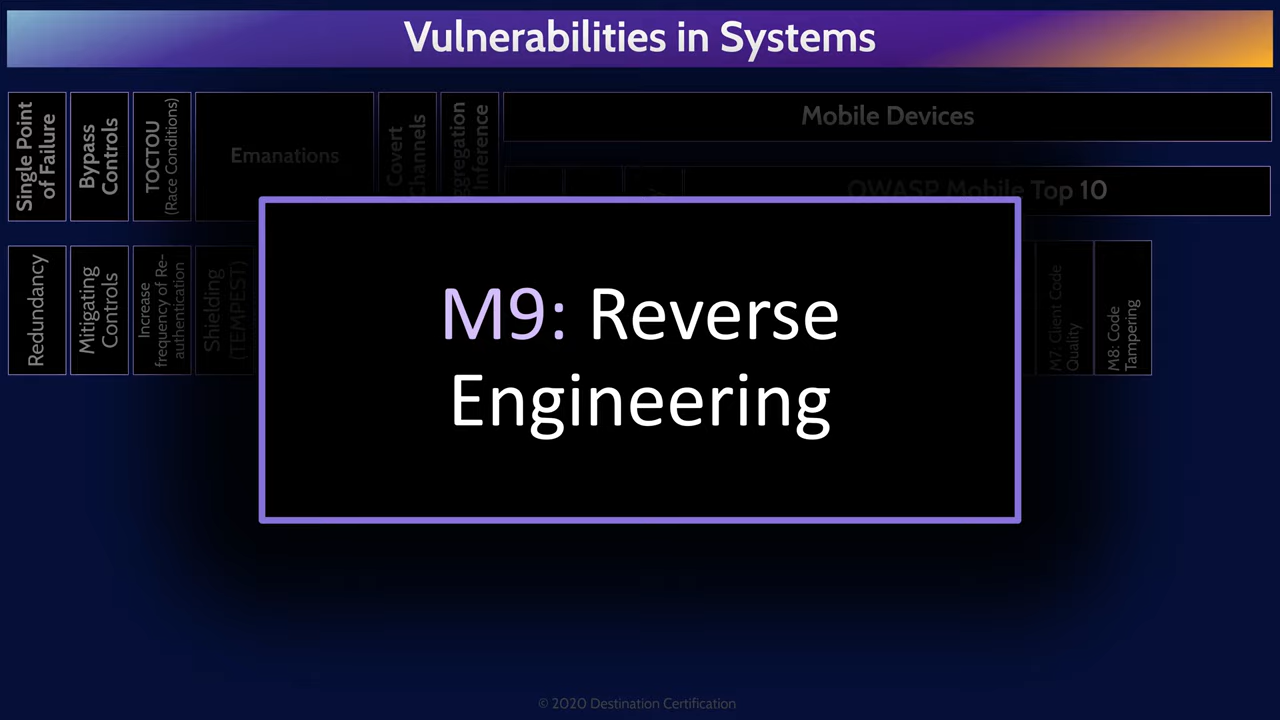 Vulnerabilities in Systems
Single Point
of Failure
Bypass
Controls
TOCTOU
(Race Conditions)
Emanations
Covert
Channels
Aggregation
Inference
Mobile Devices
OWASP Mobile Top 10
Redundancy
Mitigating
Controls
Increase
frequency of Re-
authentication
Shielding
(TEMPEST)
M9: Reverse
Engineering
M7: Client Code
Quality
M8: Code
Tampering
© 2020 Destination Certification